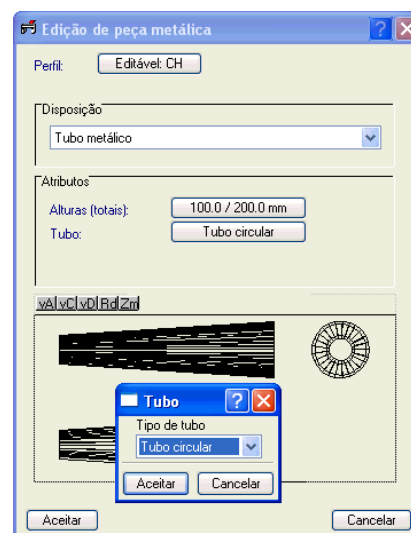 Edição de peça metálica
Perfil: Editável: CH
Disposição
Tubo metálico
Atributos
Alturas (totais): 100.0 / 200.0 mm
Tubo: Tubo circular
vA vC vD Rd Zm
Tubo
Tipo de tubo
Tubo circular
Aceitar Cancelar
Aceitar Cancelar